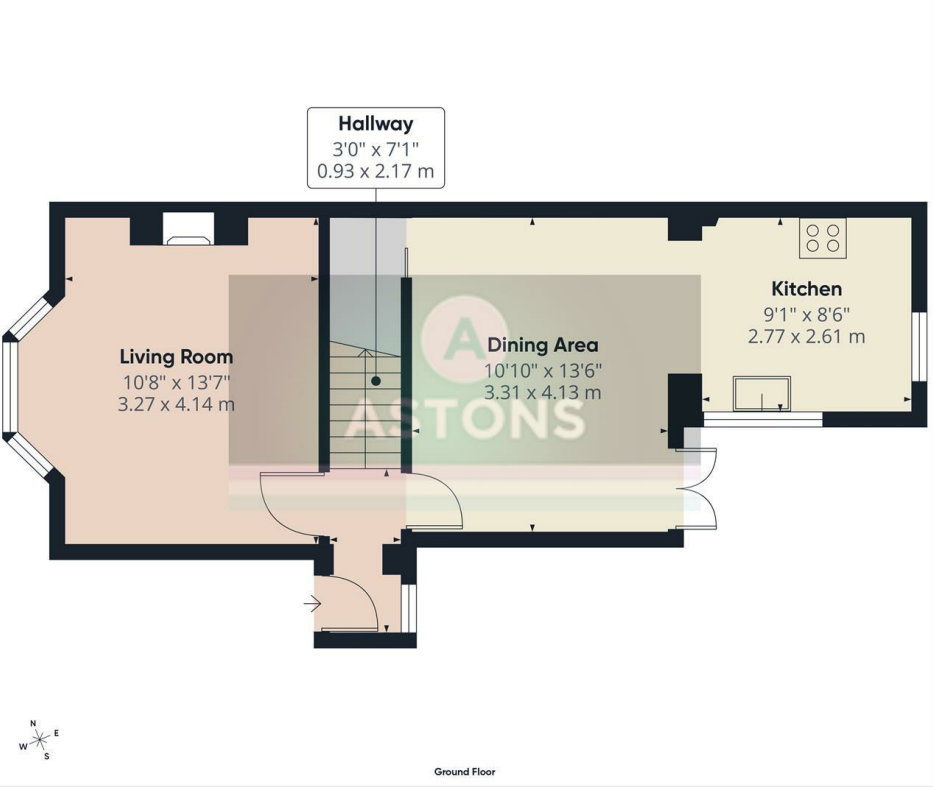 Hallway
3'0" x 7'1"
0.93 x 2.17 m
Kitchen
9'1" x 8'6"
2.77 x 2.61 m
Living Room
10'8" x 13'7"
3.27 x 4.14 m
Dining Area
10'10" x 13'6"
3.31 x 4.13 m
A
ASTONS
N
E
W
S
Ground Floor